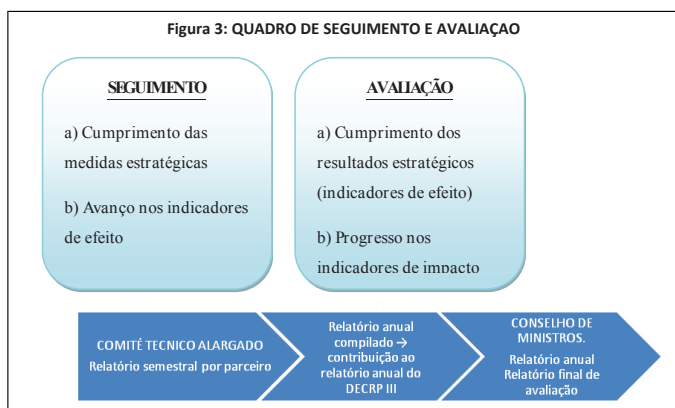 Figura 3: QUADRO DE SEGUIMENTO E AVALIAÇAO
SEGUIMENTO
a) Cumprimento das
medidas estratégicas
b) Avanço nos indicadores
de efeito
AVALIAÇÃO
a) Cumprimento dos
resultados estratégicos
(indicadores de efeito)
b) Progresso nos
indicadores de impacto
COMITÉ TECNICO ALARGADO
Relatório semestral por parceiro
Relatório anual
compilado →
contribuição ao
relatório anual do
DECRP III
CONSELHO DE
MINISTROS.
Relatório anual
Relatório final de
avaliação